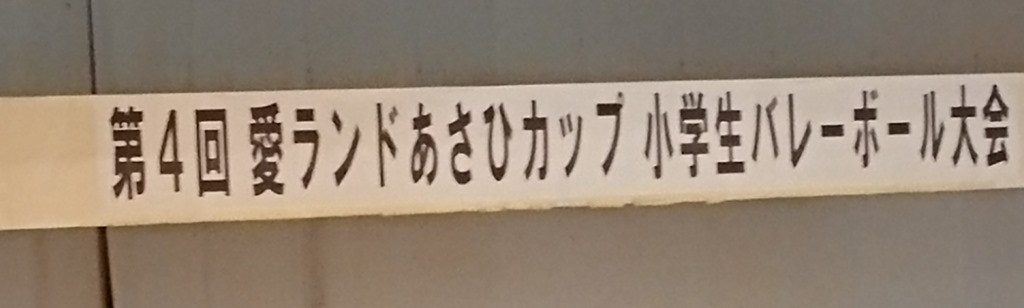 第4回 愛ランドあさひカップ 小学生バレーボール大会